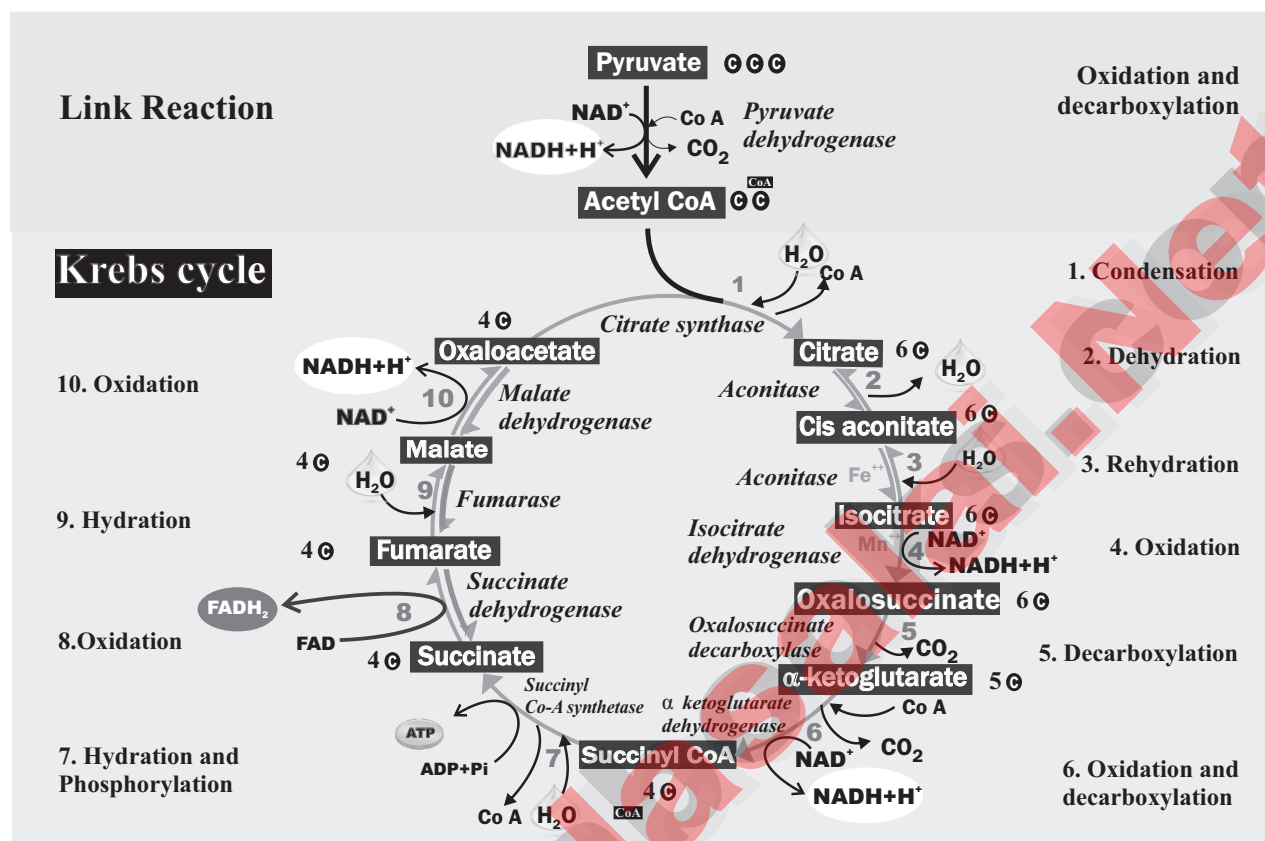 Link Reaction
Pyruvate C C C
Oxidation and
decarboxylation
NAD⁺
Co A
Pyruvate
dehydrogenase
NADH+H⁺
CO₂
CoA
Acetyl CoA C C
Krebs cycle
H₂O
Co A
1
1. Condensation
Citrate synthase
4 C
Oxaloacetate
Citrate 6 C
2. Dehydration
NADH+H⁺
10. Oxidation
10
NAD⁺
Malate
dehydrogenase
Aconitase
2
H₂O
Cis aconitate 6 C
Malate
4 C
H₂O
9
Fumarase
Aconitase Fe⁺⁺
3
H₂O
3. Rehydration
9. Hydration
Isocitrate 6 C
Isocitrate
dehydrogenase
Mn⁺⁺
4
NAD⁺
NADH+H⁺
4. Oxidation
4 C
Fumarate
Succinate
dehydrogenase
Oxalosuccinate 6 C
FADH₂
8
FAD
8.Oxidation
Oxalosuccinate
decarboxylase
5
CO₂
5. Decarboxylation
4 C Succinate
α-ketoglutarate 5 C
Succinyl
Co-A synthetase
α ketoglutarate
dehydrogenase
Co A
6
CO₂
NAD⁺
NADH+H⁺
ATP
ADP+Pi
7
Succinyl CoA
4 C
CoA
Co A
H₂O
7. Hydration and
Phosphorylation
6. Oxidation and
decarboxylation
asalai.Net